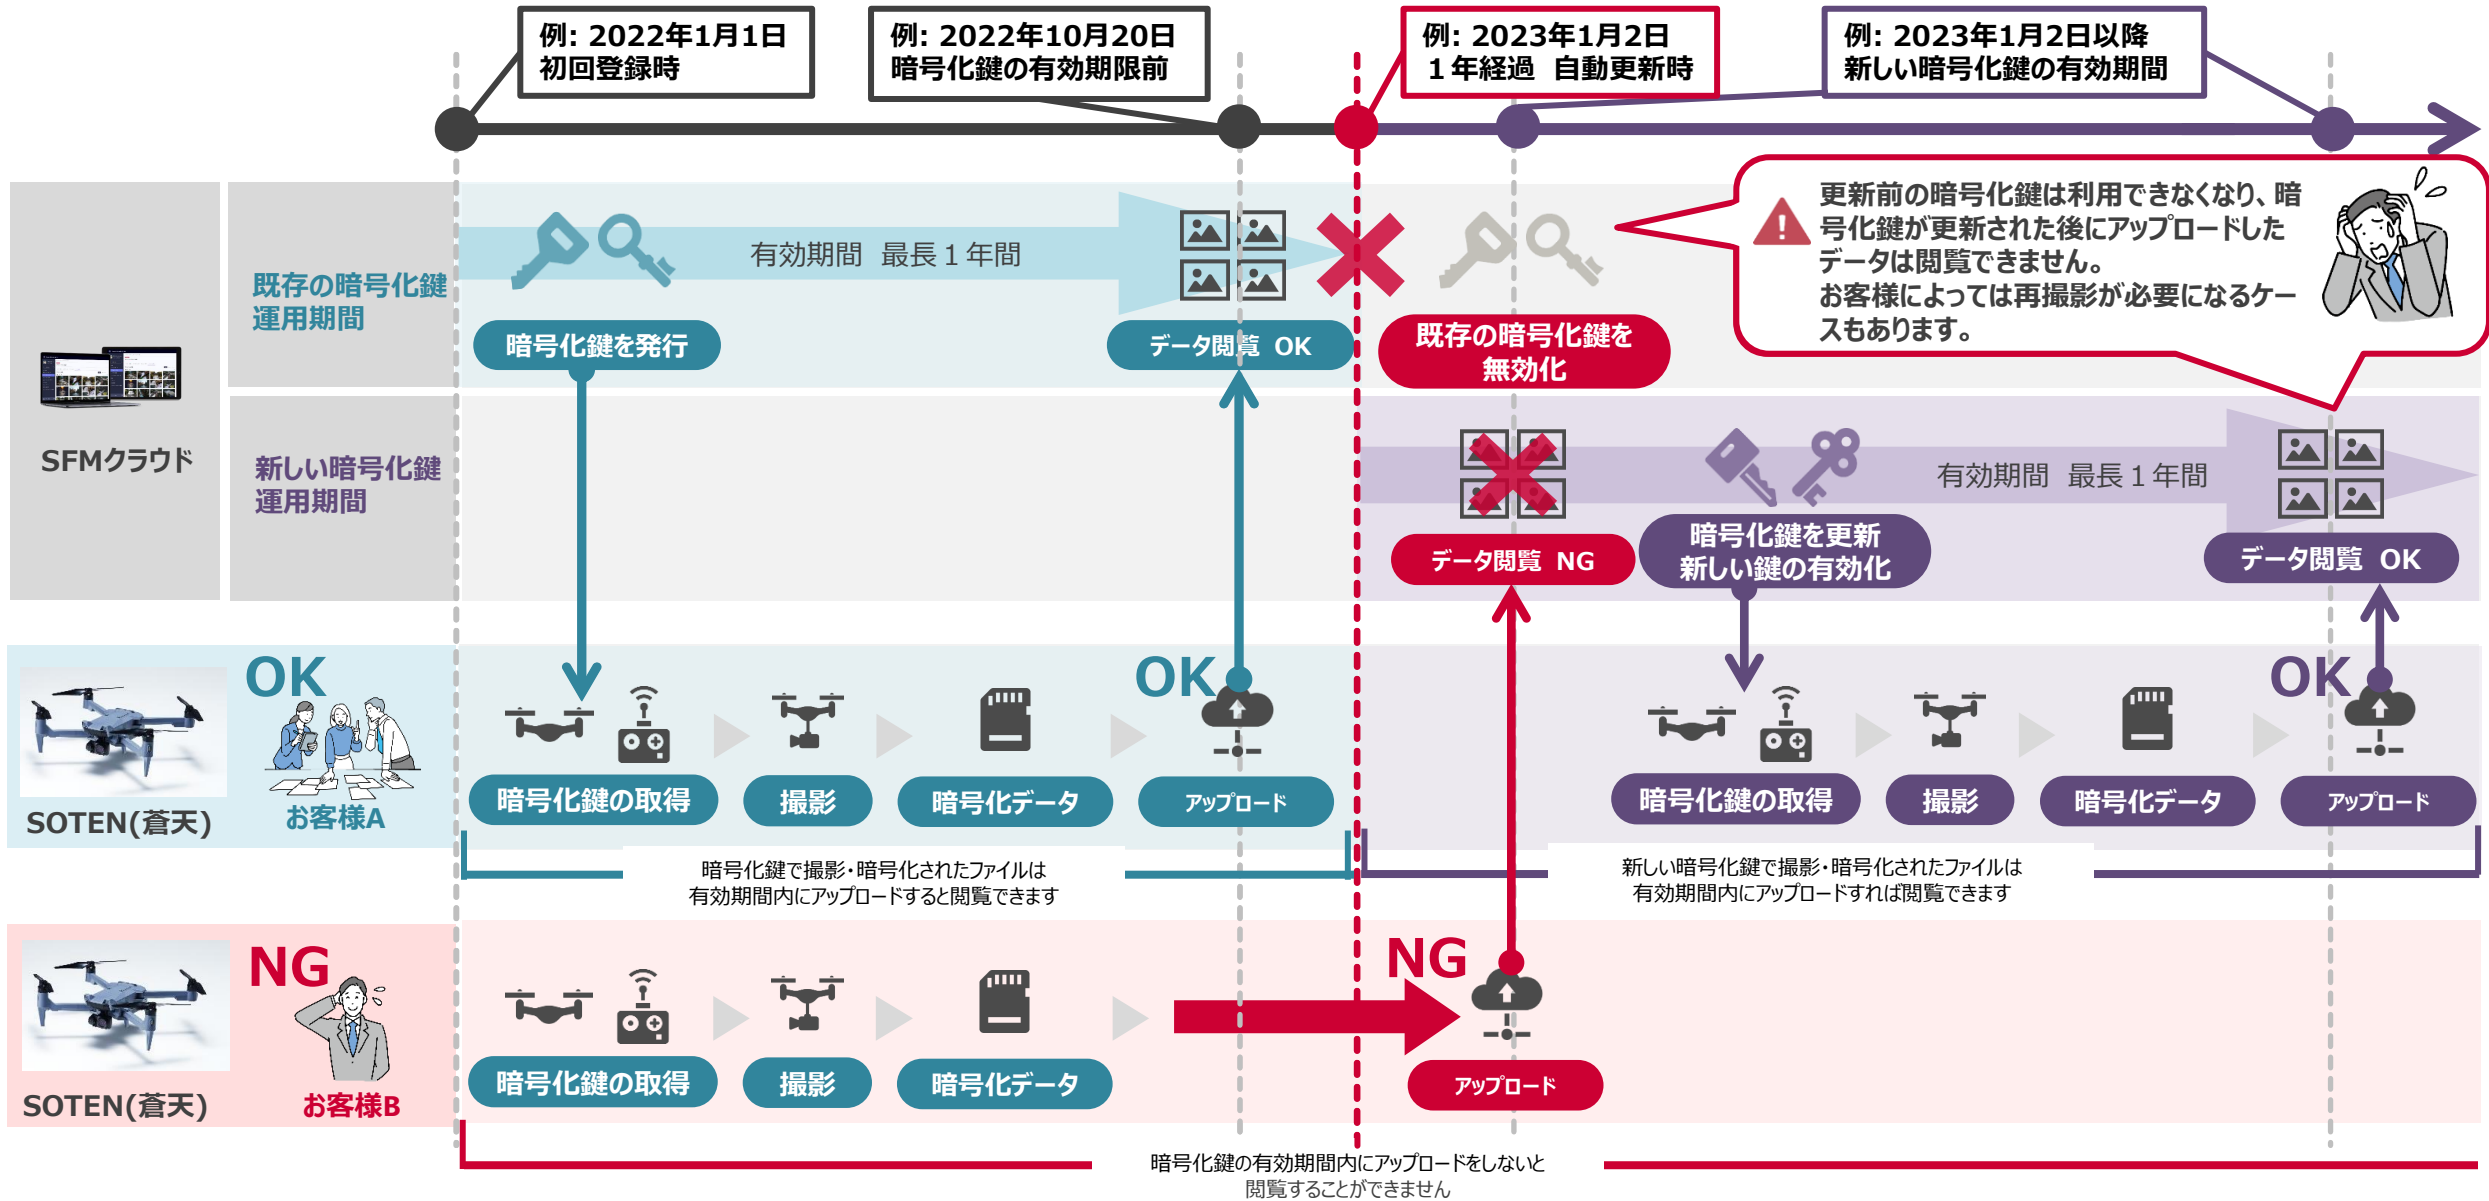 例: 2022年1月1日
初回登録時
例: 2022年10月20日
暗号化鍵の有効期限前
例: 2023年1月2日
１年経過 自動更新時
例: 2023年1月2日以降
新しい暗号化鍵の有効期間
更新前の暗号化鍵は利用できなくなり、暗
号化鍵が更新された後にアップロードした
データは閲覧できません。
お客様によっては再撮影が必要になるケー
スもあります。
SFMクラウド
既存の暗号化鍵
運用期間
有効期間 最長１年間
暗号化鍵を発行
データ閲覧 OK
既存の暗号化鍵を
無効化
新しい暗号化鍵
運用期間
データ閲覧 NG
暗号化鍵を更新
新しい鍵の有効化
有効期間 最長１年間
データ閲覧 OK
SOTEN(蒼天)
OK
お客様A
暗号化鍵の取得
撮影
暗号化データ
OK
アップロード
暗号化鍵の取得
撮影
暗号化データ
OK
アップロード
暗号化鍵で撮影・暗号化されたファイルは
有効期間内にアップロードすると閲覧できます
新しい暗号化鍵で撮影・暗号化されたファイルは
有効期間内にアップロードすれば閲覧できます
SOTEN(蒼天)
NG
お客様B
暗号化鍵の取得
撮影
暗号化データ
NG
アップロード
暗号化鍵の有効期間内にアップロードをしないと
閲覧することができません